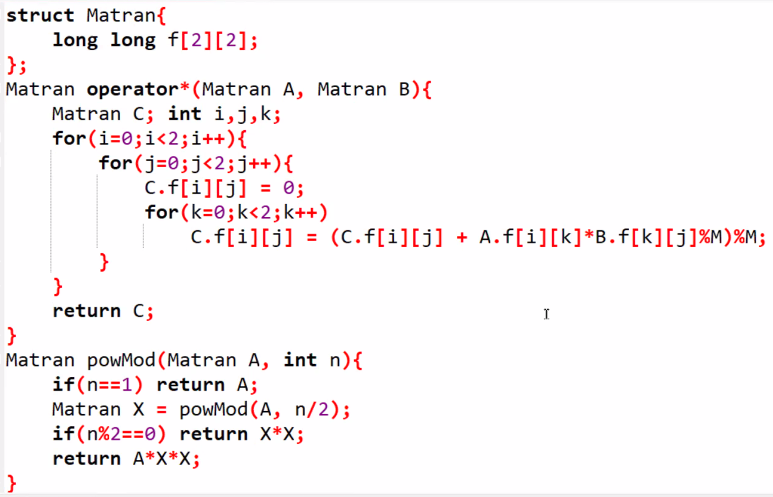 struct Matran{
    long long f[2][2];
};
Matran operator*(Matran A, Matran B){
    Matran C; int i,j,k;
    for(i=0;i<2;i++){
        for(j=0;j<2;j++){
            C.f[i][j] = 0;
            for(k=0;k<2;k++)
                C.f[i][j] = (C.f[i][j] + A.f[i][k]*B.f[k][j]%M)%M;
        }
    }
    return C;
}
Matran powMod(Matran A, int n){
    if(n==1) return A;
    Matran X = powMod(A, n/2);
    if(n%2==0) return X*X;
    return A*X*X;
}